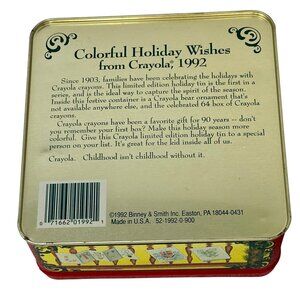 Colorful Holiday Wishes
from Crayola® 1992
Since 1903, families have been celebrating the holidays with
Crayola crayons. This limited edition holiday tin is the first in a
series, and is the ideal way to capture the spirit of the season.
Inside this festive container is a Crayola bear ornament that's
not available anywhere else, and the celebrated 64 box of Crayola
crayons.
Crayola crayons have been a favorite gift for 90 years -- don't
you remember your first box? Make this holiday season more
colorful. Give this Crayola limited edition holiday tin to a special
person on your list. It's great for the kid inside all of us.
Crayola. Childhood isn't childhood without it.
0 71662 01992 1
©1992 Binney & Smith Inc. Easton, PA 18044-0431
Made in U.S.A. 52-1992-0-900